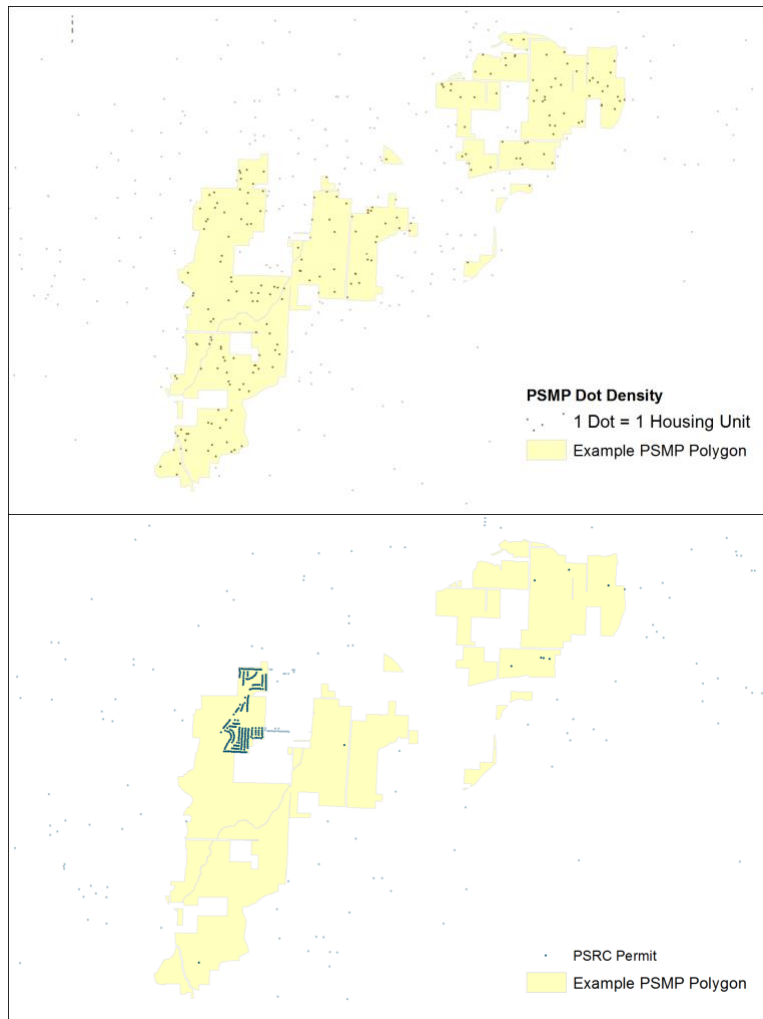 PSMP Dot Density
1 Dot = 1 Housing Unit
Example PSMP Polygon
PSRC Permit
Example PSMP Polygon